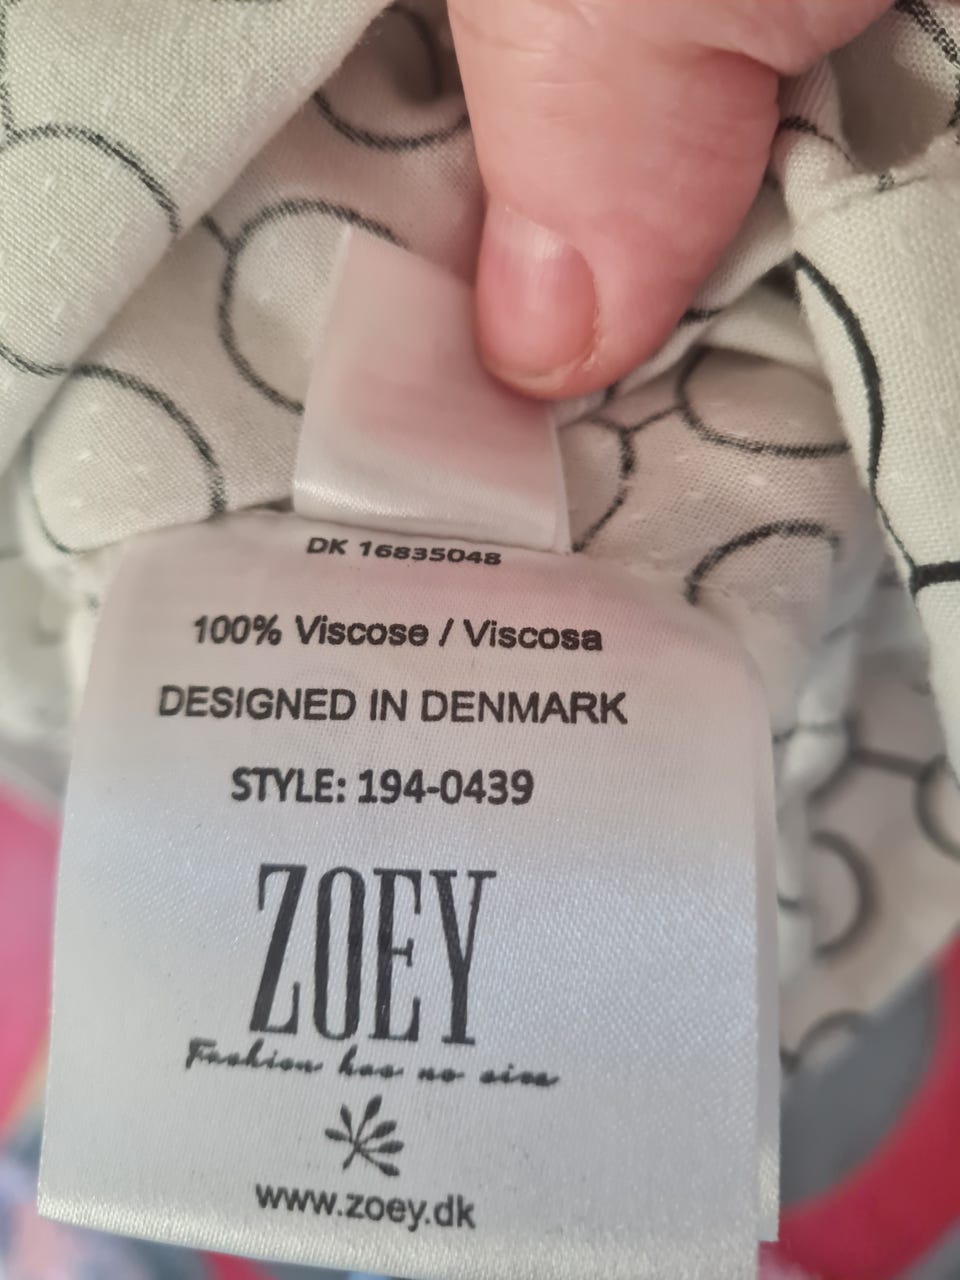 DK 16835048
100% Viscose / Viscosa
DESIGNED IN DENMARK
STYLE: 194-0439
ZOEY
Fashion has no size
www.zoey.dk